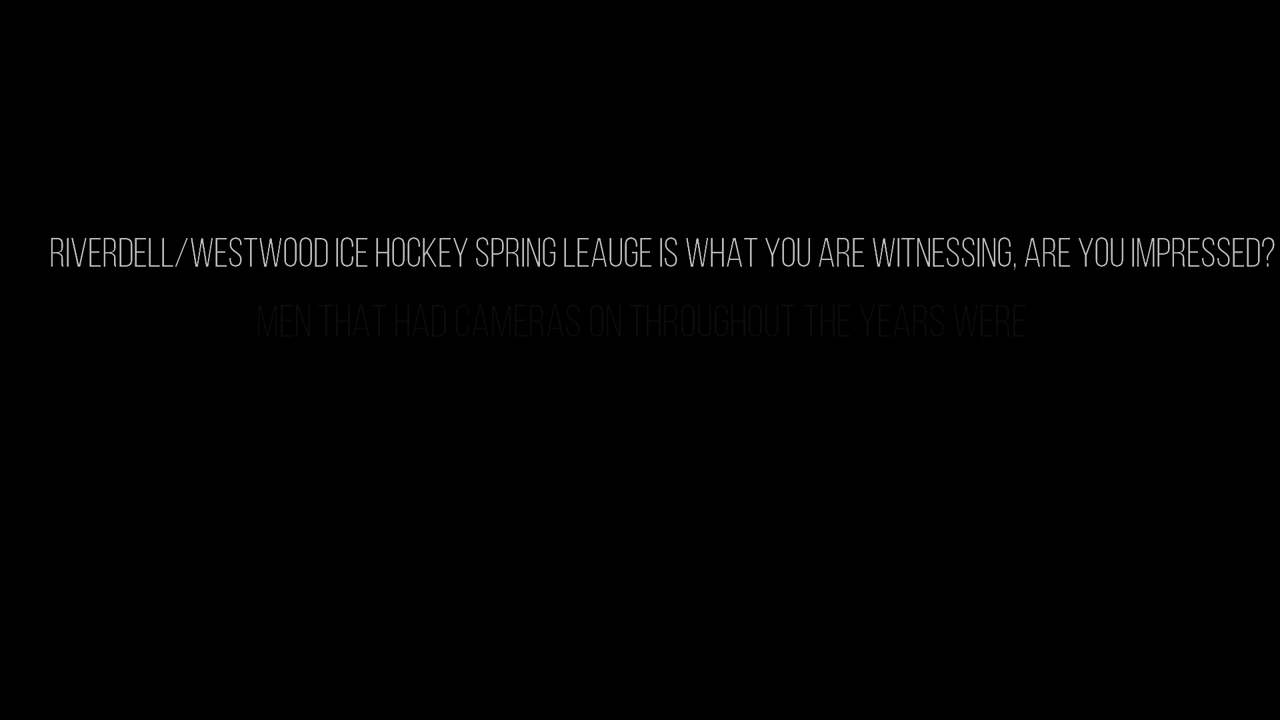 RIVERDELL/WESTWOOD ICE HOCKEY SPRING LEAUGE IS WHAT YOU ARE WITNESSING, ARE YOU IMPRESSED?
MEN THAT HAD CAMERAS ON THROUGHOUT THE YEARS WERE